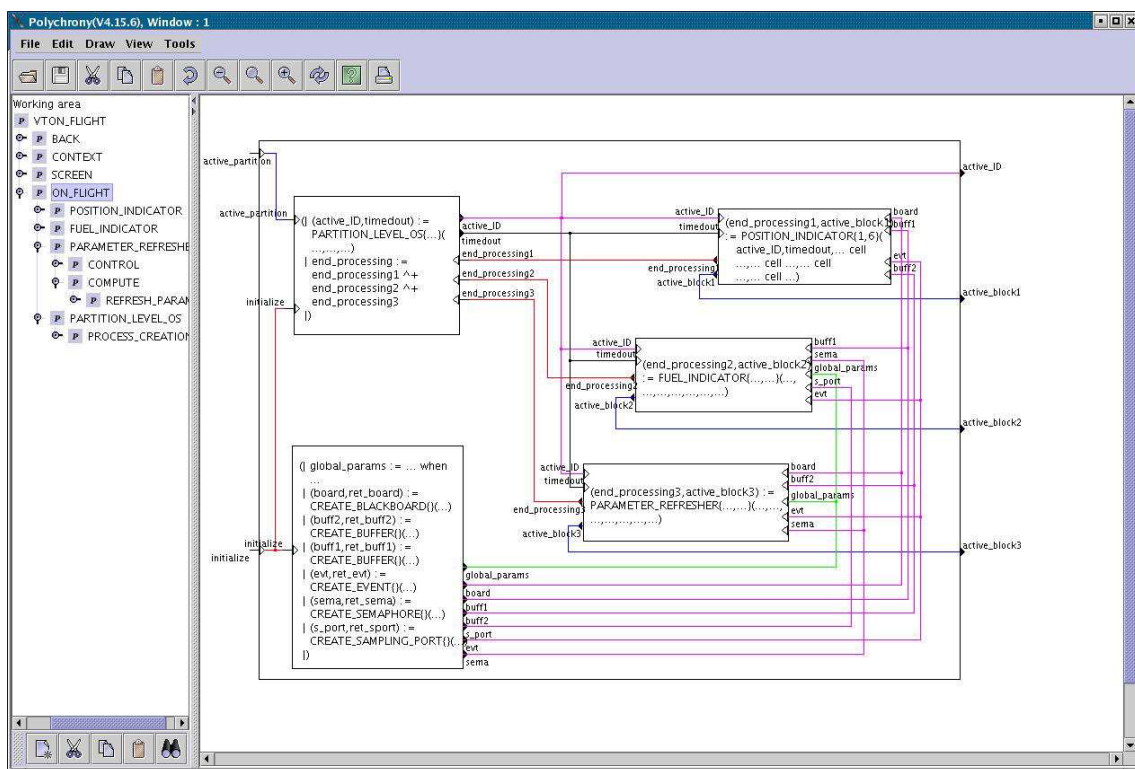 Polychrony(V4.15.6), Window : 1
File Edit Draw View Tools
Working area
P VTON_FLIGHT
P BACK
P CONTEXT
P SCREEN
P ON_FLIGHT
P POSITION_INDICATOR
P FUEL_INDICATOR
P PARAMETER_REFRESHE
P CONTROL
P COMPUTE
P REFRESH_PARAM
P PARTITION_LEVEL_OS
P PROCESS_CREATION
active_partition
active_partition
initialize
(| (active_ID,timedout) :=
PARTITION_LEVEL_OS{...}(
...,...,...)
| end_processing :=
end_processing1 ^+
end_processing2 ^+
end_processing3
|)
active_ID
timedout
end_processing1
end_processing2
end_processing3
active_ID
timedout
end_processing1
active_block1
(end_processing1,active_block1)
:= POSITION_INDICATOR{1,6}(
active_ID,timedout,... cell
...,... cell ...,... cell
...,... cell ...)
board
buff1
evt
buff2
active_ID
active_block1
active_ID
timedout
end_processing2
active_block2
(end_processing2,active_block2)
:= FUEL_INDICATOR{...,...}(...,
...,...,...,...,...,...)
buff1
sema
global_params
s_port
evt
active_block2
initialize
initialize
(| global_params := ... when
...
| (board,ret_board) :=
CREATE_BLACKBOARD{}(...)
| (buff2,ret_buff2) :=
CREATE_BUFFER{}(...)
| (buff1,ret_buff1) :=
CREATE_BUFFER{}(...)
| (evt,ret_evt) :=
CREATE_EVENT{}(...)
| (sema,ret_sema) :=
CREATE_SEMAPHORE{}(...)
| (s_port,ret_sport) :=
CREATE_SAMPLING_PORT{}(...)
|)
global_params
board
buff1
buff2
s_port
evt
sema
active_ID
timedout
end_processing3
active_block3
(end_processing3,active_block3) :=
PARAMETER_REFRESHER{...,...}(...,...,
...,...,...,...,...)
board
buff2
global_params
evt
sema
active_block3